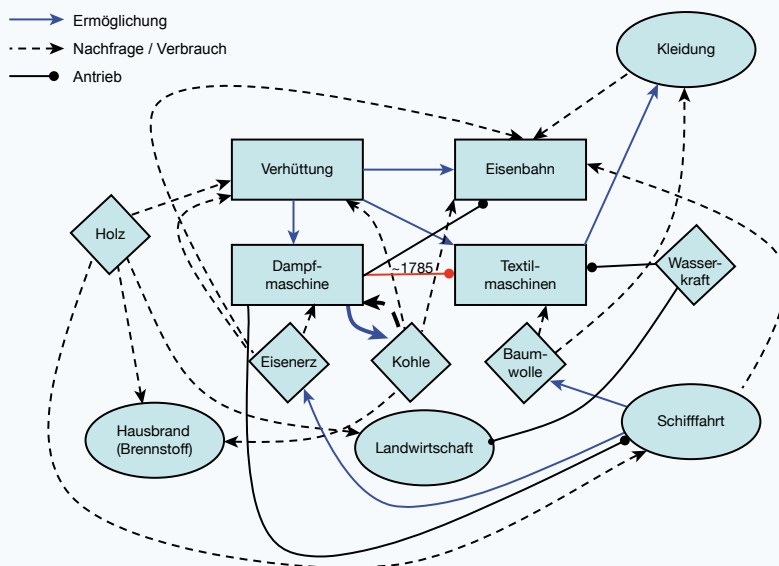 Ermöglichung
Nachfrage / Verbrauch
Antrieb
Kleidung
Verhüttung
Eisenbahn
Holz
Dampf-
maschine
~1785
Textil-
maschinen
Wasser-
kraft
Eisenerz
Kohle
Baum-
wolle
Hausbrand
(Brennstoff)
Landwirtschaft
Schifffahrt